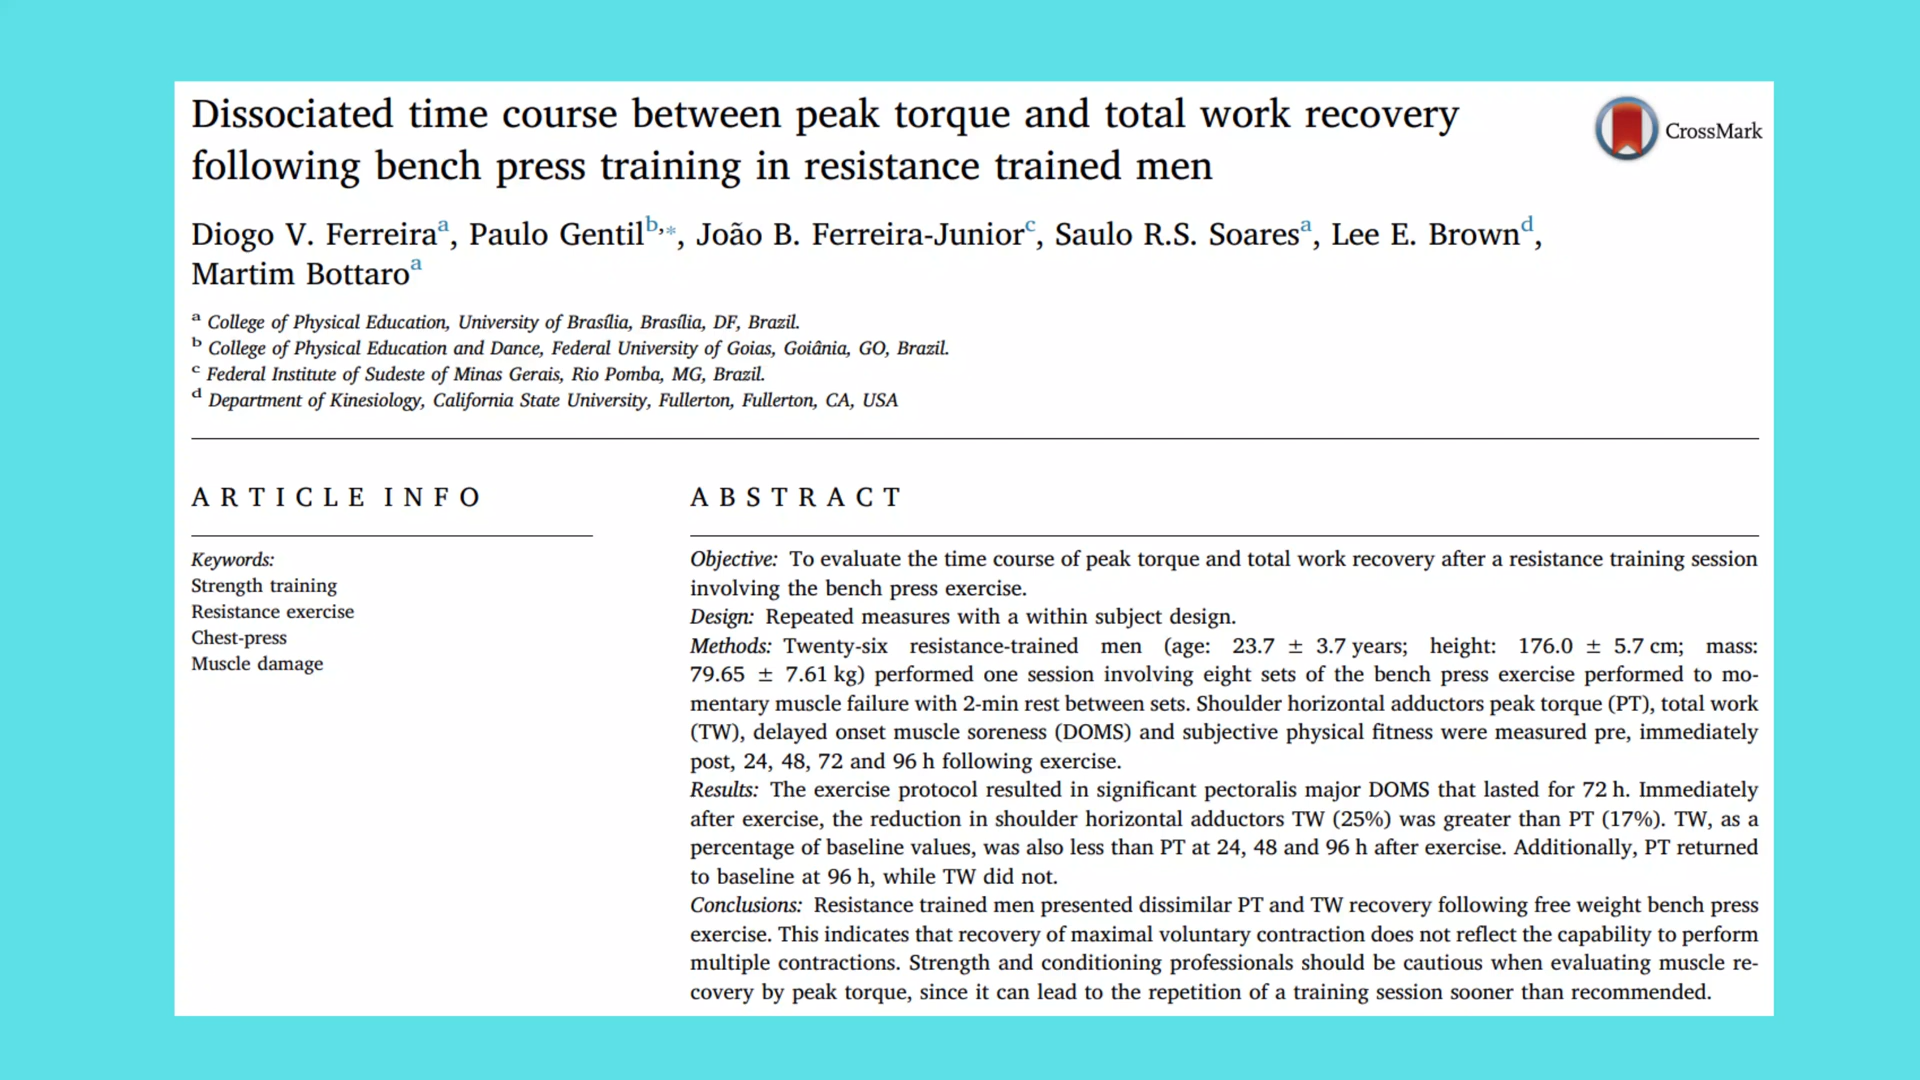 Dissociated time course between peak torque and total work recovery
following bench press training in resistance trained men
CrossMark
Diogo V. Ferreiraᵃ, Paulo Gentilᵇ,*, João B. Ferreira-Juniorᶜ, Saulo R.S. Soaresᵃ, Lee E. Brownᵈ,
Martim Bottaroᵃ
ᵃ College of Physical Education, University of Brasília, Brasília, DF, Brazil.
ᵇ College of Physical Education and Dance, Federal University of Goias, Goiânia, GO, Brazil.
ᶜ Federal Institute of Sudeste of Minas Gerais, Rio Pomba, MG, Brazil.
ᵈ Department of Kinesiology, California State University, Fullerton, Fullerton, CA, USA
ARTICLE INFO
Keywords:
Strength training
Resistance exercise
Chest-press
Muscle damage
ABSTRACT
Objective: To evaluate the time course of peak torque and total work recovery after a resistance training session
involving the bench press exercise.
Design: Repeated measures with a within subject design.
Methods: Twenty-six resistance-trained men (age: 23.7 ± 3.7 years; height: 176.0 ± 5.7 cm; mass:
79.65 ± 7.61 kg) performed one session involving eight sets of the bench press exercise performed to mo-
mentary muscle failure with 2-min rest between sets. Shoulder horizontal adductors peak torque (PT), total work
(TW), delayed onset muscle soreness (DOMS) and subjective physical fitness were measured pre, immediately
post, 24, 48, 72 and 96 h following exercise.
Results: The exercise protocol resulted in significant pectoralis major DOMS that lasted for 72 h. Immediately
after exercise, the reduction in shoulder horizontal adductors TW (25%) was greater than PT (17%). TW, as a
percentage of baseline values, was also less than PT at 24, 48 and 96 h after exercise. Additionally, PT returned
to baseline at 96 h, while TW did not.
Conclusions: Resistance trained men presented dissimilar PT and TW recovery following free weight bench press
exercise. This indicates that recovery of maximal voluntary contraction does not reflect the capability to perform
multiple contractions. Strength and conditioning professionals should be cautious when evaluating muscle re-
covery by peak torque, since it can lead to the repetition of a training session sooner than recommended.